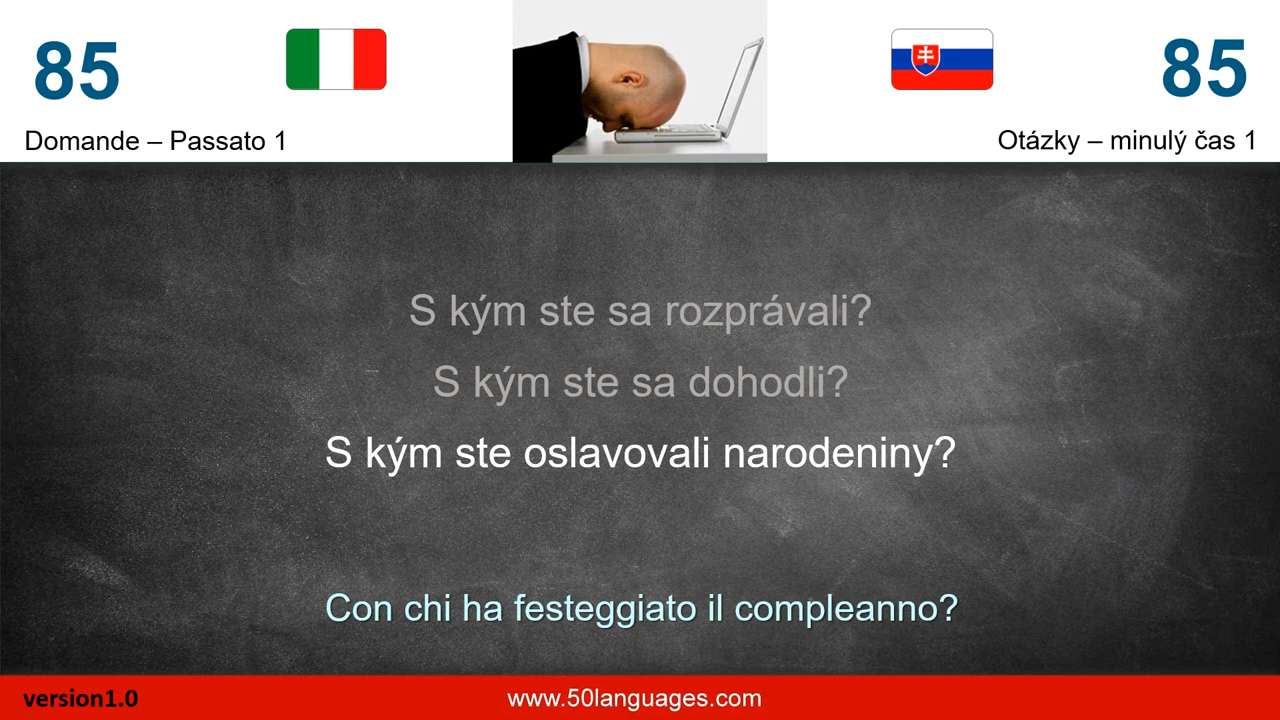 85
85
Domande – Passato 1
Otázky – minulý čas 1
S kým ste sa rozprávali?
S kým ste sa dohodli?
S kým ste oslavovali narodeniny?
Con chi ha festeggiato il compleanno?
version1.0
www.50languages.com